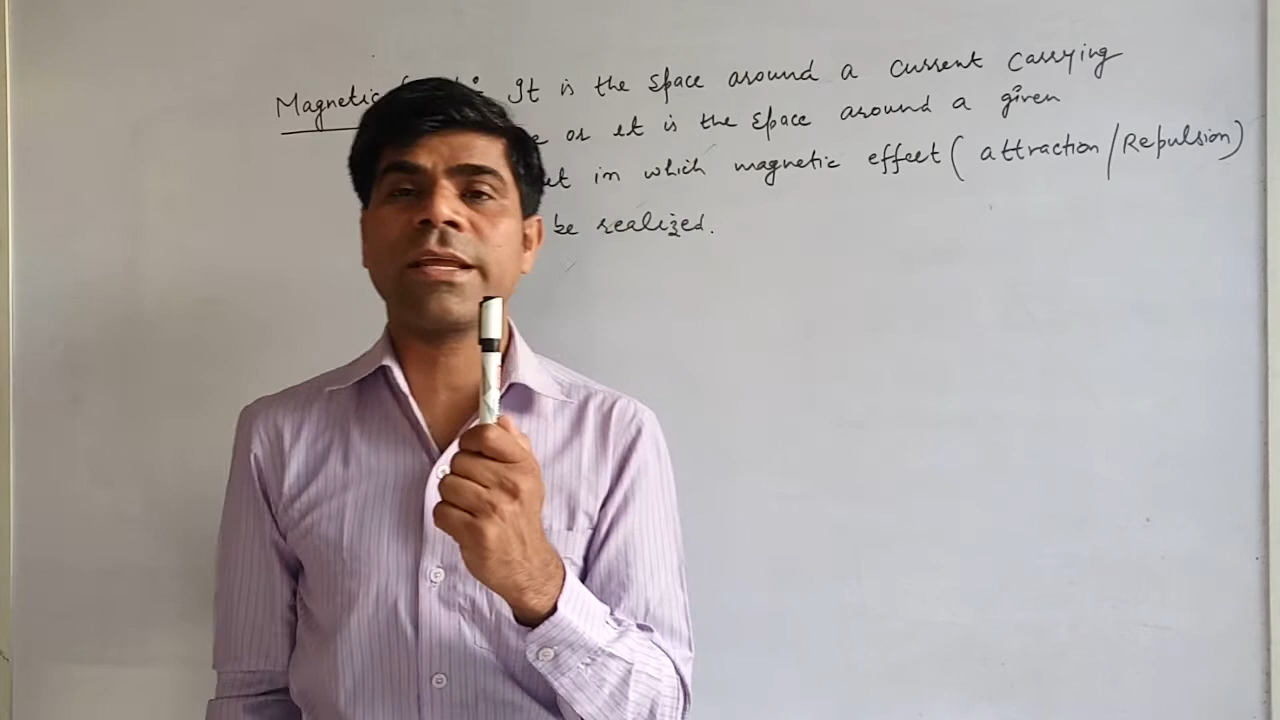 Magnetic It is the space around a current carrying
or it is the space around a given
in which magnetic effect (attraction/Repulsion)
be realized.